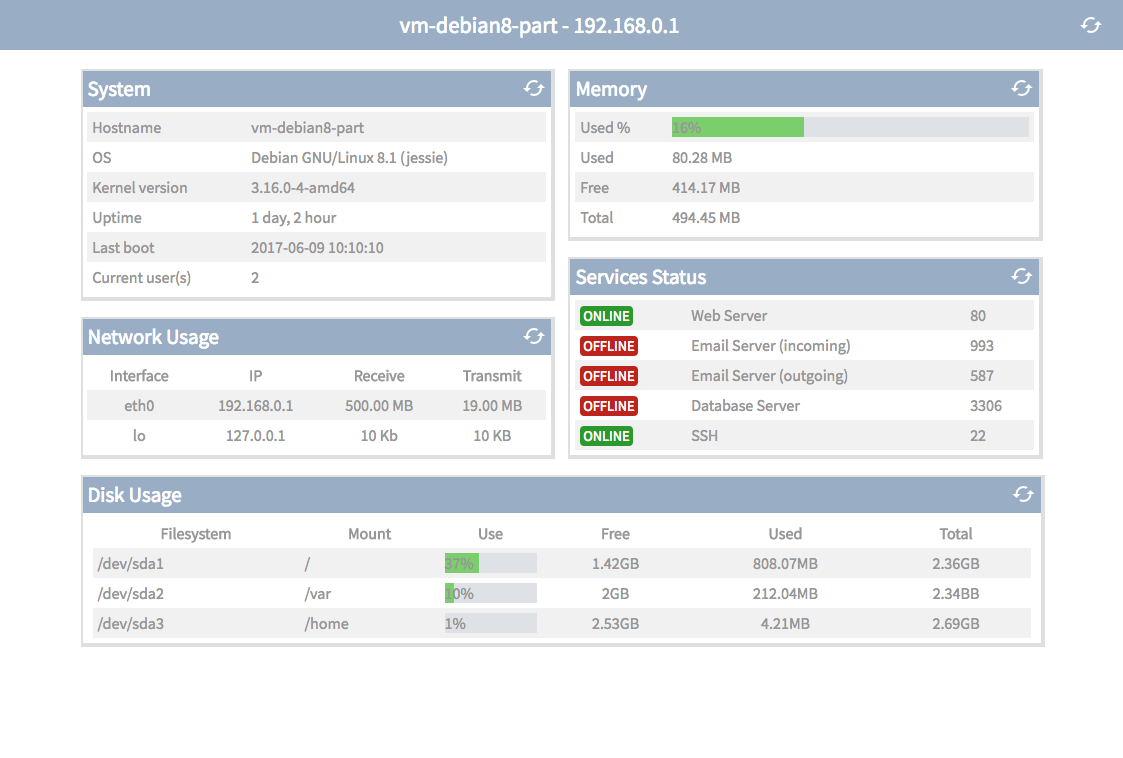 vm-debian8-part - 192.168.0.1
System
Hostname vm-debian8-part
OS Debian GNU/Linux 8.1 (jessie)
Kernel version 3.16.0-4-amd64
Uptime 1 day, 2 hour
Last boot 2017-06-09 10:10:10
Current user(s) 2
Memory
Used % 16%
Used 80.28 MB
Free 414.17 MB
Total 494.45 MB
Network Usage
Interface IP Receive Transmit
eth0 192.168.0.1 500.00 MB 19.00 MB
lo 127.0.0.1 10 Kb 10 KB
Services Status
ONLINE Web Server 80
OFFLINE Email Server (incoming) 993
OFFLINE Email Server (outgoing) 587
OFFLINE Database Server 3306
ONLINE SSH 22
Disk Usage
Filesystem Mount Use Free Used Total
/dev/sda1 / 37% 1.42GB 808.07MB 2.36GB
/dev/sda2 /var 10% 2GB 212.04MB 2.34BB
/dev/sda3 /home 1% 2.53GB 4.21MB 2.69GB